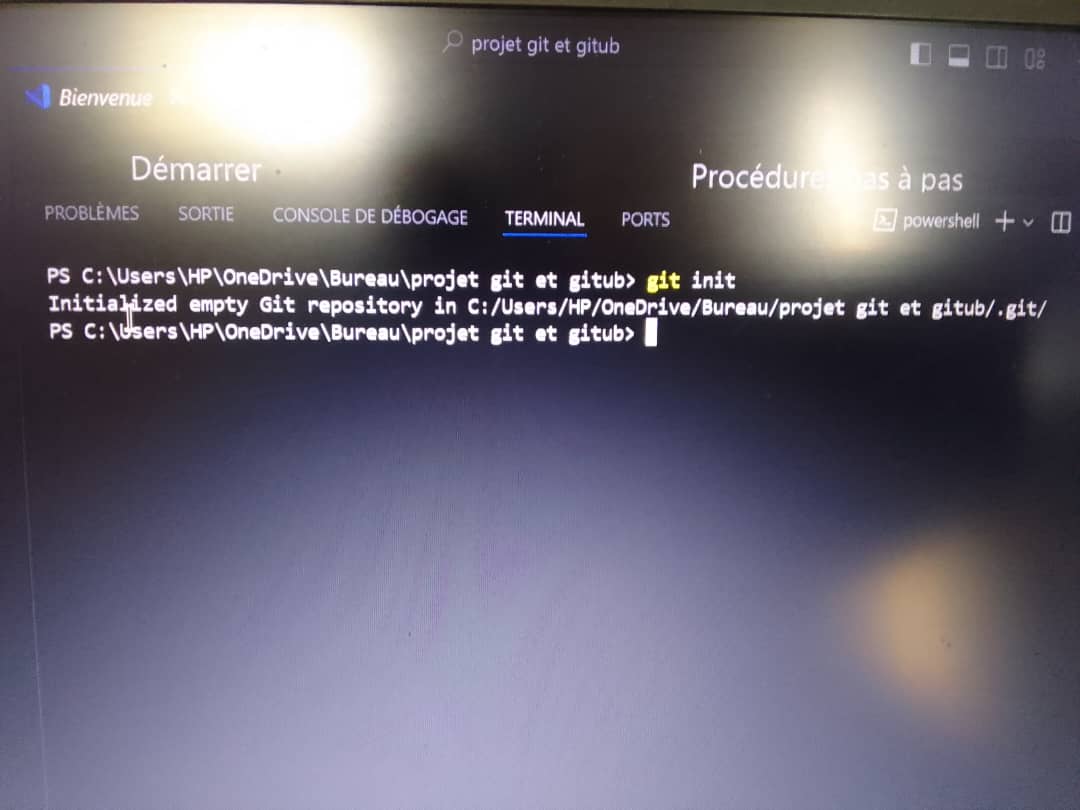 projet git et gitub
Bienvenue
Démarrer
Procédures pas à pas
PROBLÈMES SORTIE CONSOLE DE DÉBOGAGE TERMINAL PORTS powershell
PS C:\Users\HP\OneDrive\Bureau\projet git et gitub> git init
Initialized empty Git repository in C:/Users/HP/OneDrive/Bureau/projet git et gitub/.git/
PS C:\Users\HP\OneDrive\Bureau\projet git et gitub>